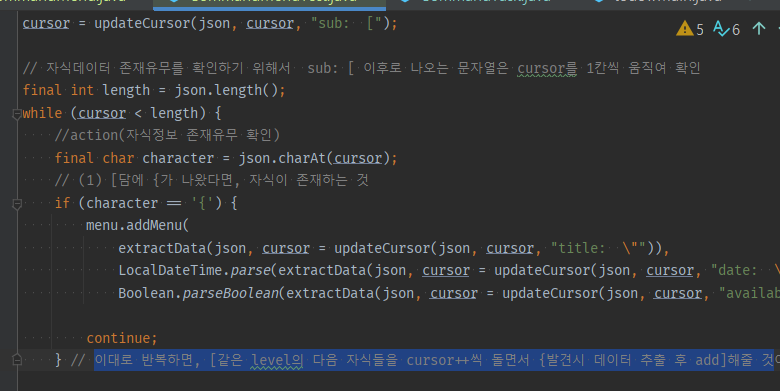 cursor = updateCursor(json, cursor, "sub: [");
5 6
// 자식데이터 존재유무를 확인하기 위해서 sub: [ 이후로 나오는 문자열은 cursor를 1칸씩 움직여 확인
final int length = json.length();
while (cursor < length) {
//action(자식정보 존재유무 확인)
final char character = json.charAt(cursor);
// (1) [담에 {가 나왔다면, 자식이 존재하는 것
if (character == '{') {
menu.addMenu(
extractData(json, cursor = updateCursor(json, cursor, "title: \"")),
LocalDateTime.parse(extractData(json, cursor = updateCursor(json, cursor, "date: \
Boolean.parseBoolean(extractData(json, cursor = updateCursor(json, cursor, "availab
continue;
} // 이대로 반복하면, [같은 level의 다음 자식들을 cursor++씩 돌면서 {발견시 데이터 추출 후 add]해줄 것